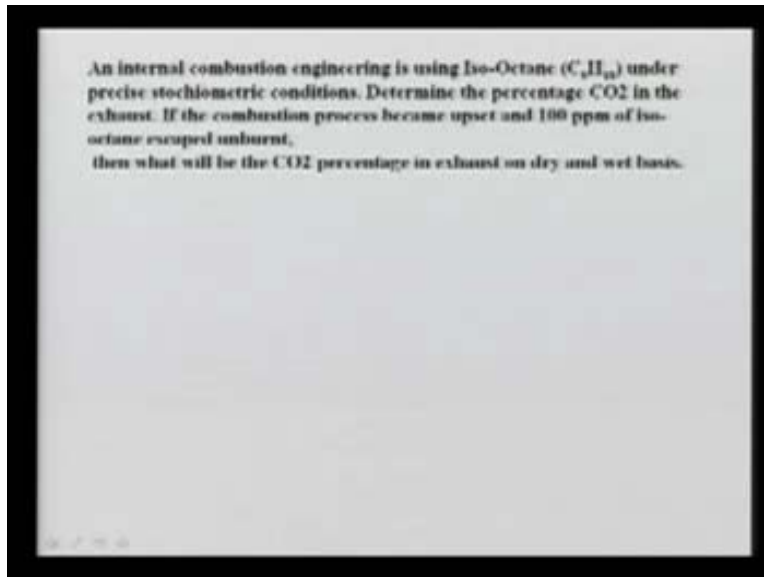 An internal combustion engineering is using Iso-Octane (C₈H₁₈) under
precise stochiometric conditions. Determine the percentage CO2 in the
exhaust. If the combustion process became upset and 100 ppm of iso-
octane escaped unburnt,
then what will be the CO2 percentage in exhaust on dry and wet basis.